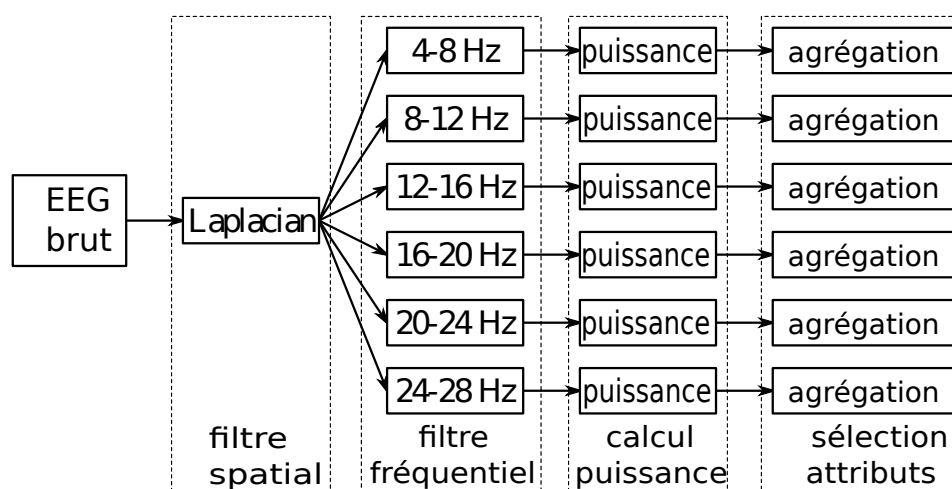 EEG
brut
Laplacian
4-8 Hz
puissance
agrégation
8-12 Hz
puissance
agrégation
12-16 Hz
puissance
agrégation
16-20 Hz
puissance
agrégation
20-24 Hz
puissance
agrégation
24-28 Hz
puissance
agrégation
filtre
spatial
filtre
fréquentiel
calcul
puissance
sélection
attributs